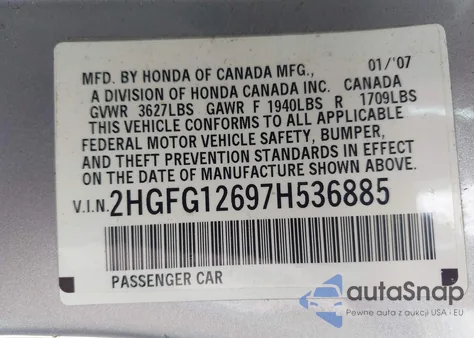 MFD. BY HONDA OF CANADA MFG., 01/'07
A DIVISION OF HONDA CANADA INC. CANADA
GVWR 3627LBS GAWR F 1940LBS R 1709LBS
THIS VEHICLE CONFORMS TO ALL APPLICABLE
FEDERAL MOTOR VEHICLE SAFETY, BUMPER,
AND THEFT PREVENTION STANDARDS IN EFFECT
ON THE DATE OF MANUFACTURE SHOWN ABOVE.
V.I.N. 2HGFG12697H536885
PASSENGER CAR
autoSnap
Pewne auta z aukcji USA - EU